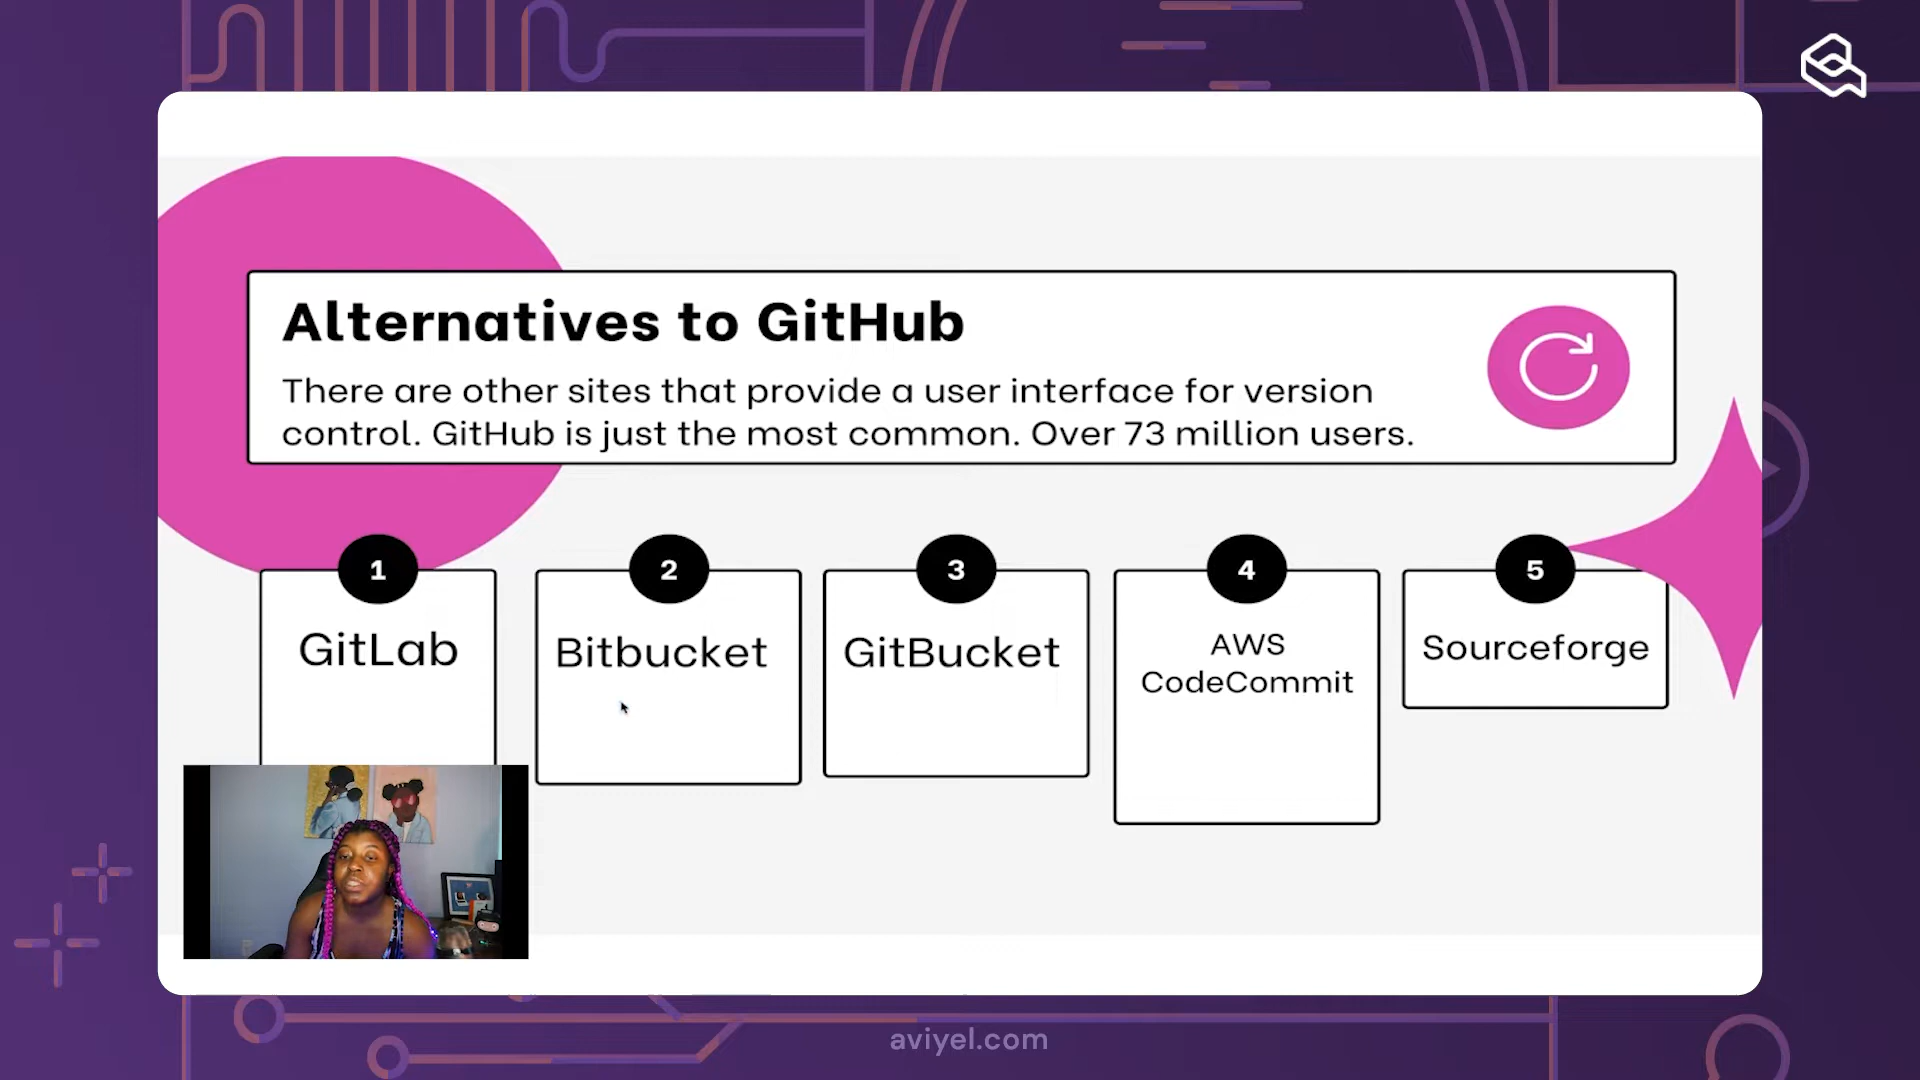 Alternatives to GitHub
There are other sites that provide a user interface for version
control. GitHub is just the most common. Over 73 million users.
1
GitLab
2
Bitbucket
3
GitBucket
4
AWS
CodeCommit
5
Sourceforge
aviyel.com